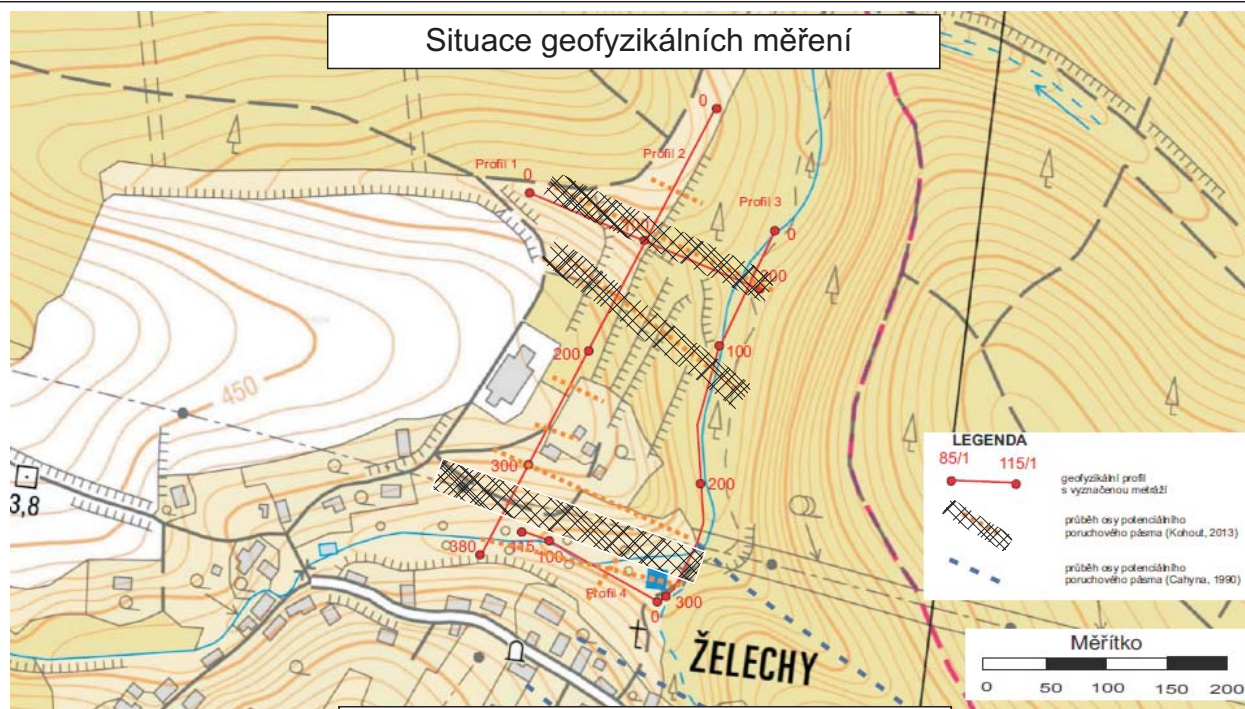 Situace geofyzikálních měření
0
Profil 2
Profil 1
0
Profil 3
0
200
100
200
450
3,8
300
200
380
115
100
Profil 4
0
300
ŽELECHY
LEGENDA
85/1 115/1
geofyzikální profil
s vyznačenou metráží
průběh osy potenciálního
poruchového pásma (Kohout, 2013)
průběh osy potenciálního
poruchového pásma (Cahyna, 1990)
Měřítko
0 50 100 150 200